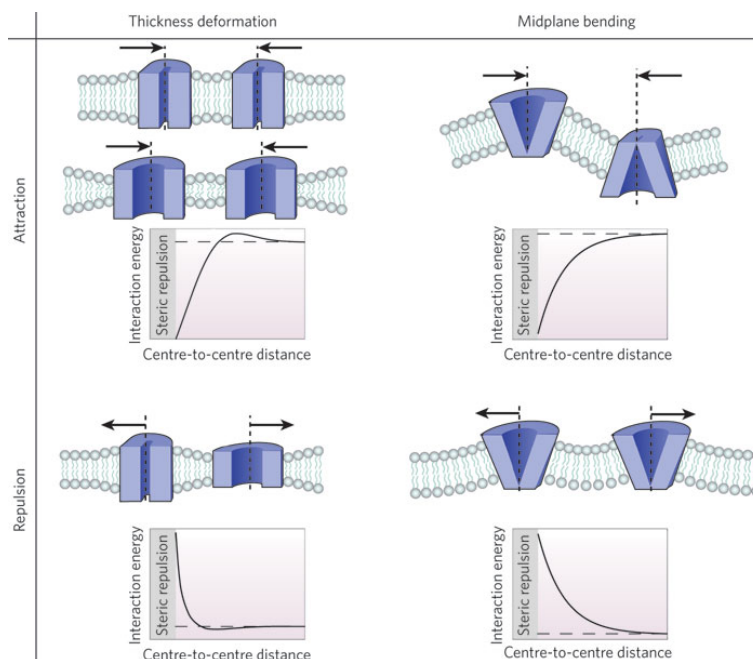 Thickness deformation
Midplane bending
Attraction
Interaction energy
Steric repulsion
Centre-to-centre distance
Interaction energy
Steric repulsion
Centre-to-centre distance
Repulsion
Interaction energy
Steric repulsion
Centre-to-centre distance
Interaction energy
Steric repulsion
Centre-to-centre distance